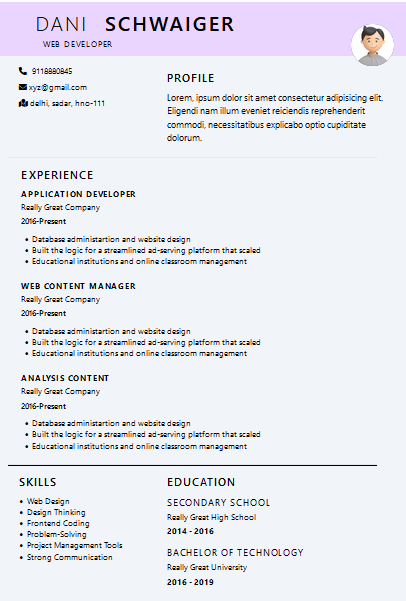 DANI SCHWAIGER
WEB DEVELOPER
9118880845
xyz@gmail.com
delhi, sadar, hno-111
PROFILE
Lorem, ipsum dolor sit amet consectetur adipisicing elit.
Eligendi nam illum eveniet reiciendis reprehenderit
commodi, necessitatibus explicabo optio cupiditate
dolorum.
EXPERIENCE
APPLICATION DEVELOPER
Really Great Company
2016-Present
• Database administartion and website design
• Built the logic for a streamlined ad-serving platform that scaled
• Educational institutions and online classroom management
WEB CONTENT MANAGER
Really Great Company
2016-Present
• Database administartion and website design
• Built the logic for a streamlined ad-serving platform that scaled
• Educational institutions and online classroom management
ANALYSIS CONTENT
Really Great Company
2016-Present
• Database administartion and website design
• Built the logic for a streamlined ad-serving platform that scaled
• Educational institutions and online classroom management
SKILLS
• Web Design
• Design Thinking
• Frontend Coding
• Problem-Solving
• Project Management Tools
• Strong Communication
EDUCATION
SECONDARY SCHOOL
Really Great High School
2014 - 2016
BACHELOR OF TECHNOLOGY
Really Great University
2016 - 2019